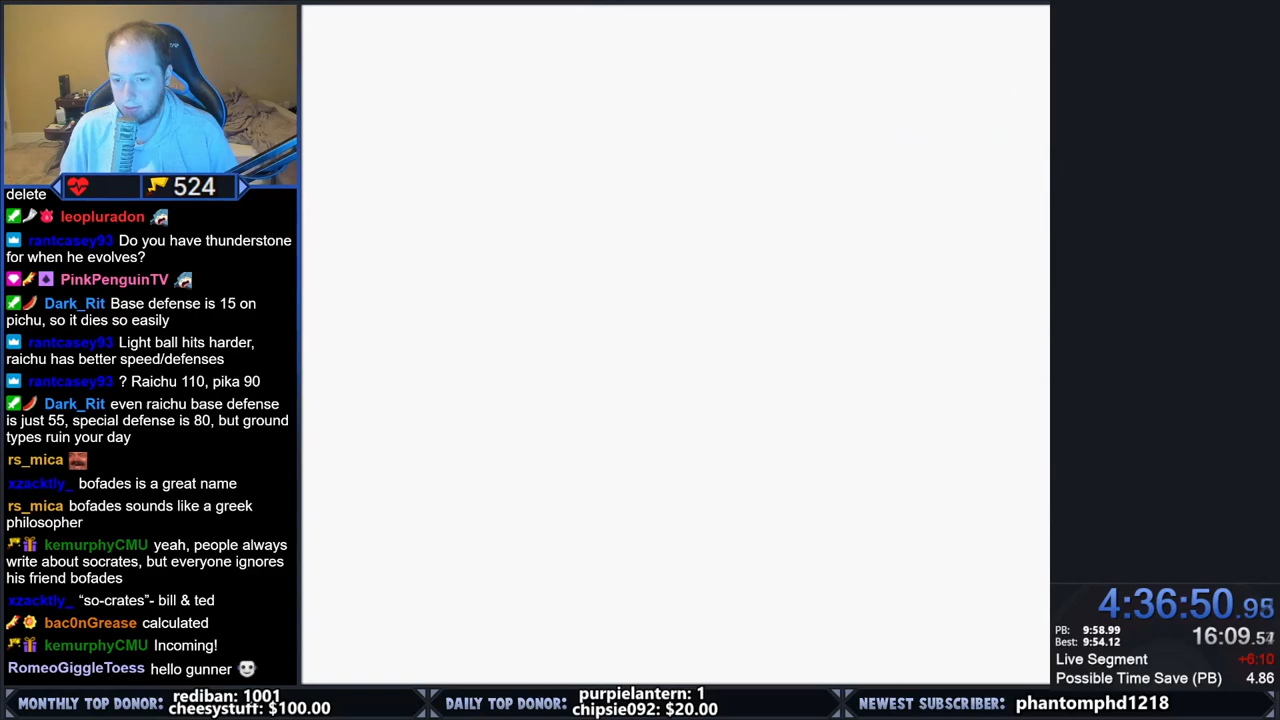 524
delete
leopluradon
rantcasey93 Do you have thunderstone
for when he evolves?
PinkPenguinTV
Dark_Rit Base defense is 15 on
pichu, so it dies so easily
rantcasey93 Light ball hits harder,
raichu has better speed/defenses
rantcasey93 ? Raichu 110, pika 90
Dark_Rit even raichu base defense
is just 55, special defense is 80, but ground
types ruin your day
rs_mica
xzacktly_ bofades is a great name
rs_mica bofades sounds like a greek
philosopher
kemurphyCMU yeah, people always
write about socrates, but everyone ignores
his friend bofades
xzacktly_ “so-crates”- bill & ted
bac0nGrease calculated
kemurphyCMU Incoming!
RomeoGiggleToess hello gunner
4:36:50.98
PB: 9:58.99
Best: 9:54.12
16:09.57
Live Segment +6:10
Possible Time Save (PB) 4.86
MONTHLY TOP DONOR: rediban: 1001
cheesystuff: $100.00
DAILY TOP DONOR: purpielantern: 1
chipsie092: $20.00
NEWEST SUBSCRIBER: phantomphd1218